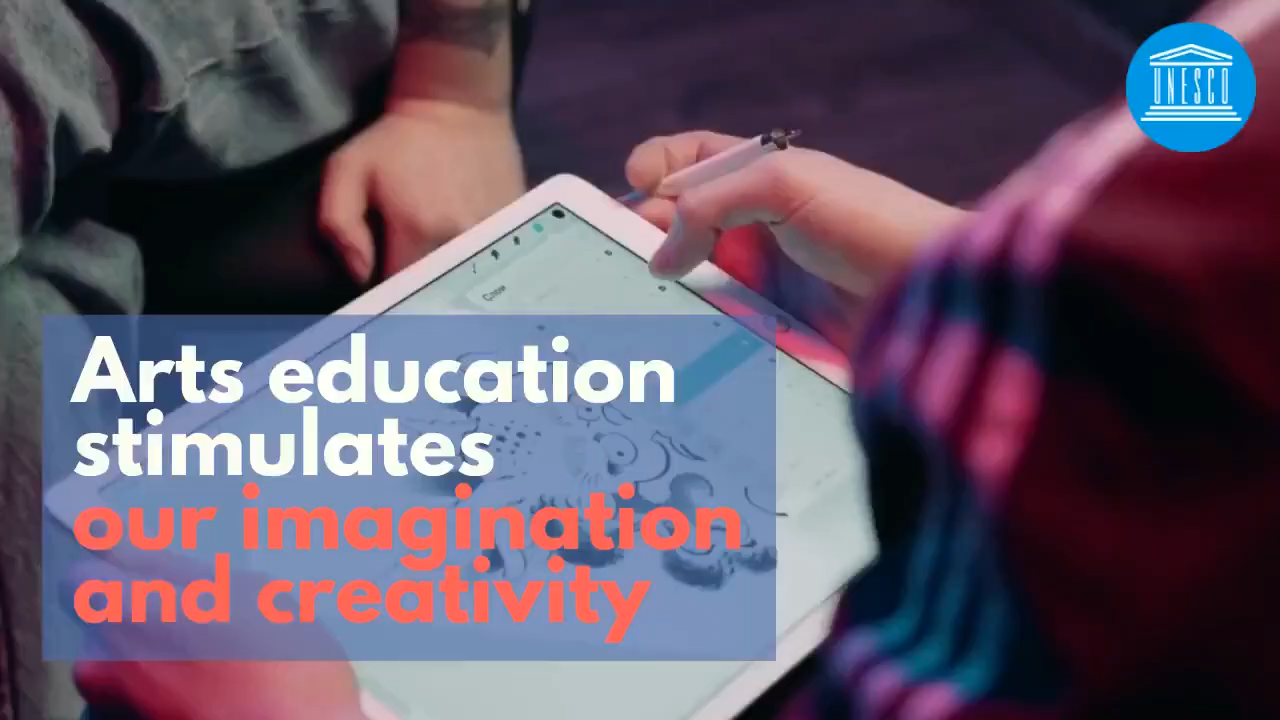 UNESCO
Arts education
stimulates
our imagination
and creativity